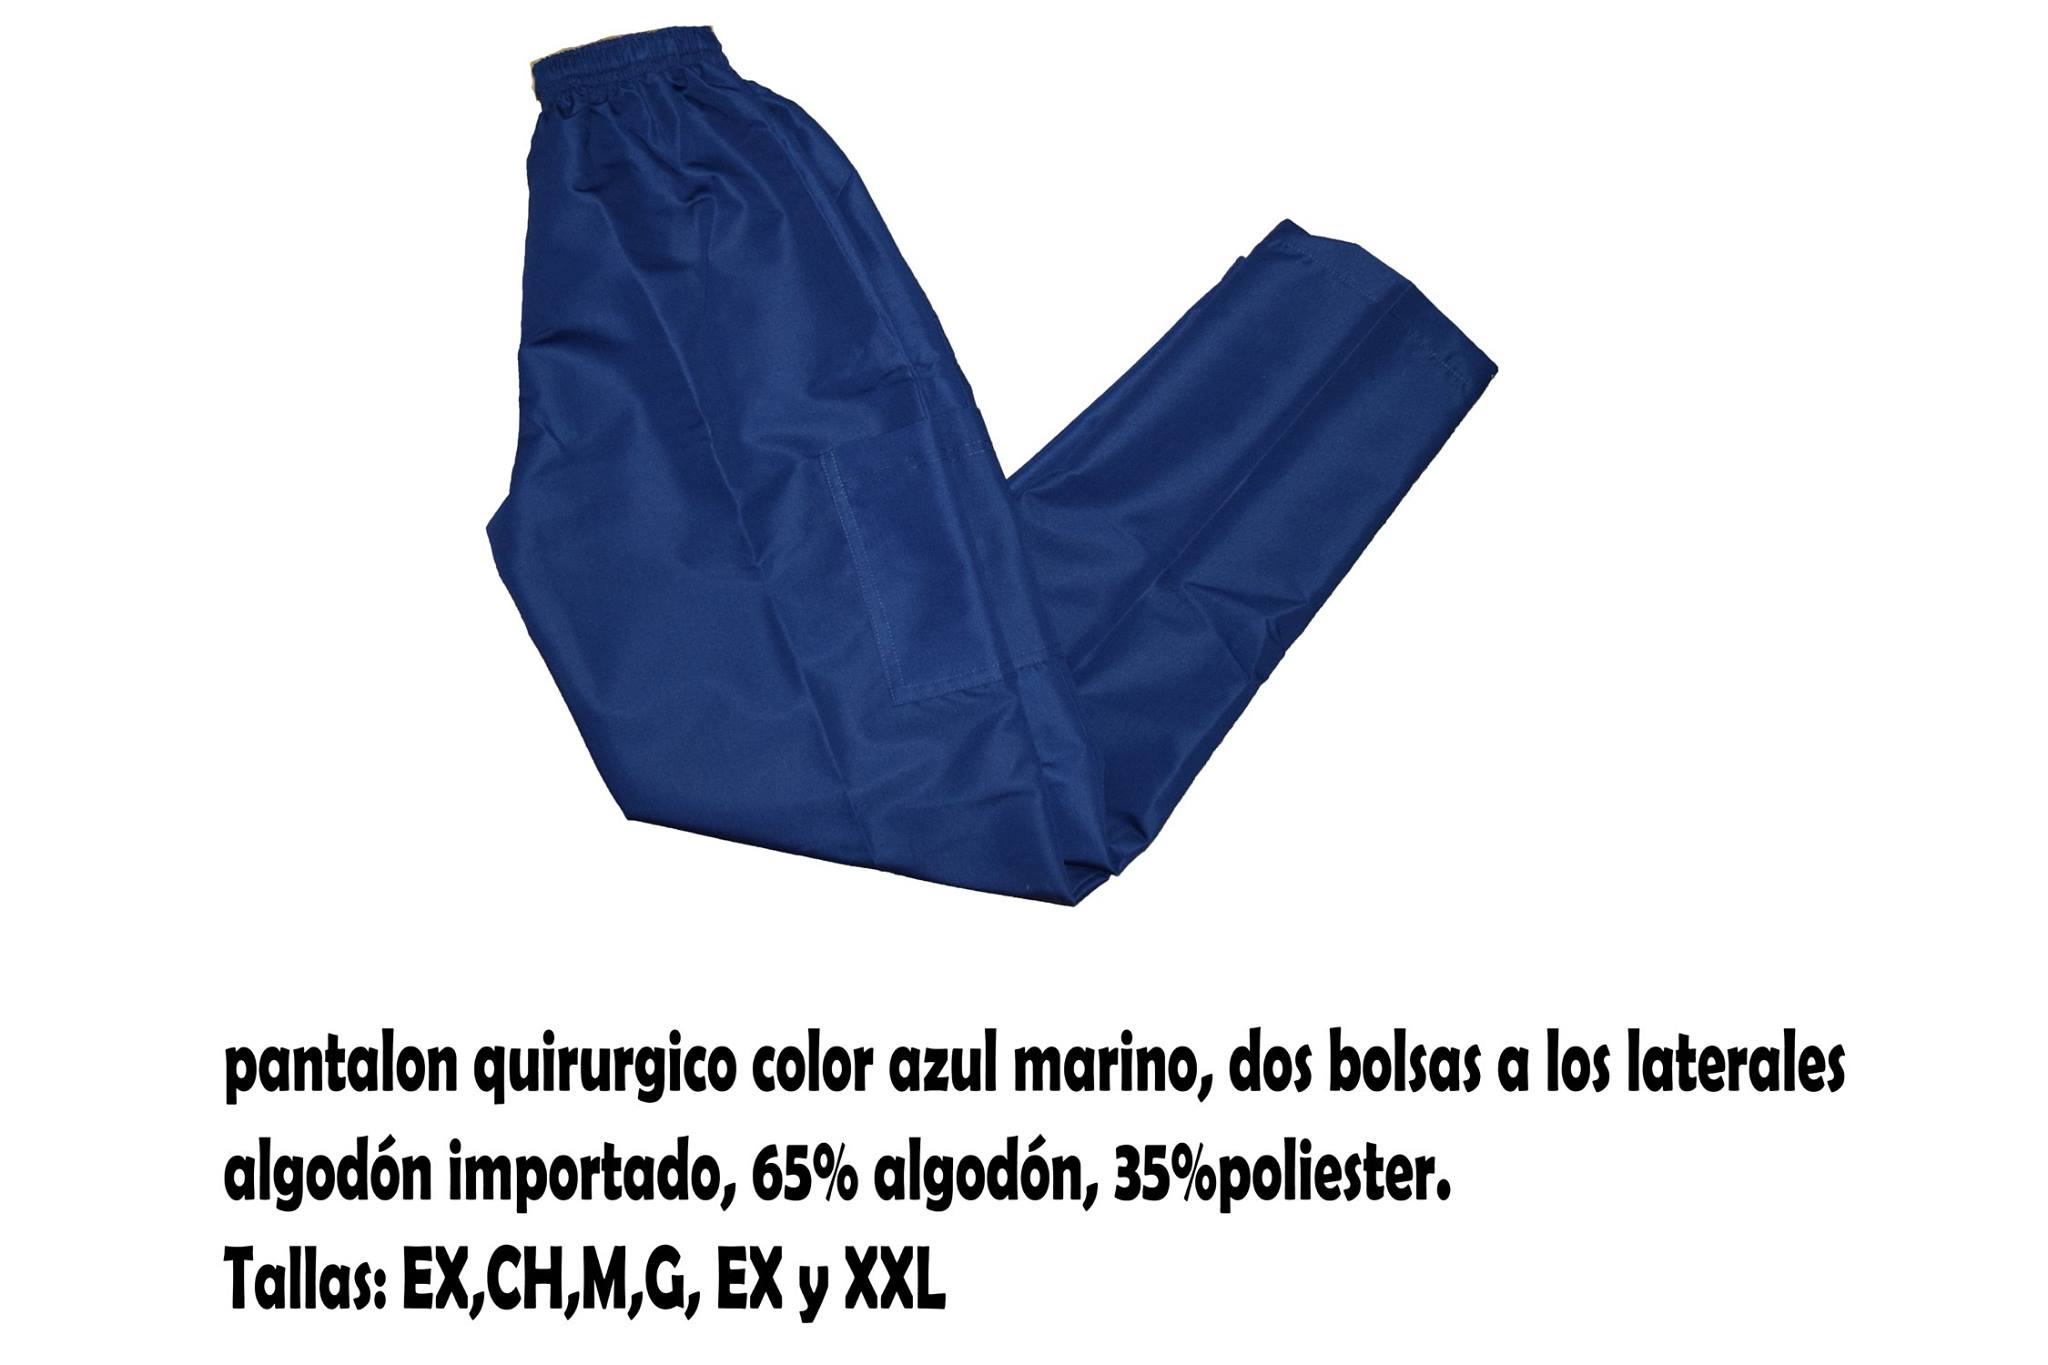 pantalon quirurgico color azul marino, dos bolsas a los laterales
algodón importado, 65% algodón, 35%poliester.
Tallas: EX,CH,M,G, EX y XXL